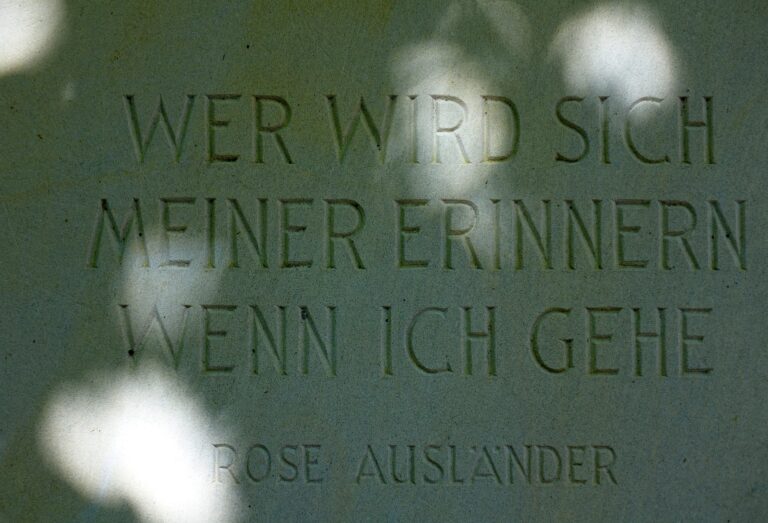 WER WIRD SICH
MEINER ERINNERN
WENN ICH GEHE
ROSE AUSLÄNDER